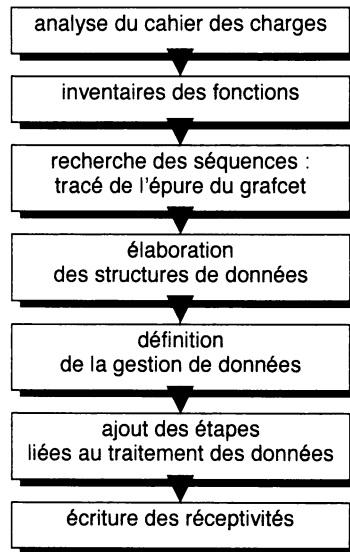 analyse du cahier des charges
inventaires des fonctions
recherche des séquences :
tracé de l'épure du grafcet
élaboration
des structures de données
définition
de la gestion de données
ajout des étapes
liées au traitement des données
écriture des réceptivités